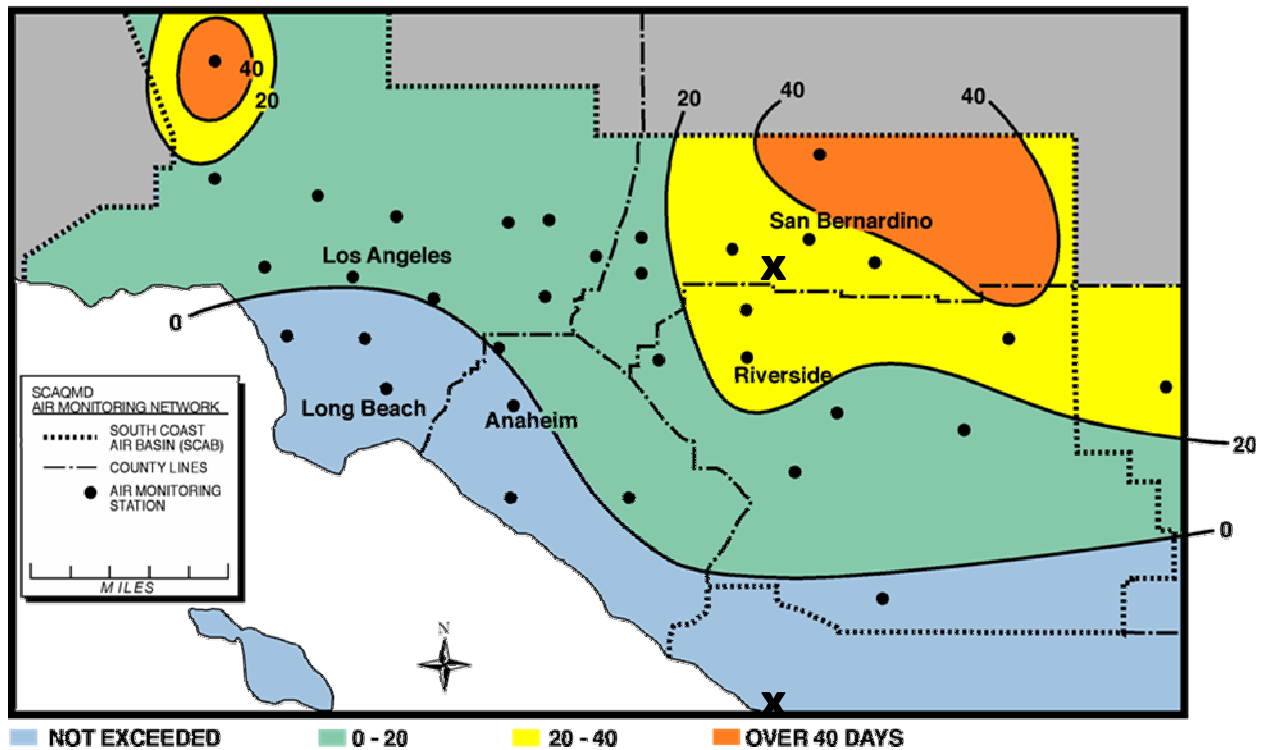 40
20
20
40
40
San Bernardino
Los Angeles
X
0
Riverside
Long Beach
Anaheim
SCAQMD
AIR MONITORING NETWORK
SOUTH COAST
AIR BASIN (SCAB)
COUNTY LINES
AIR MONITORING
STATION
MILES
20
0
N
X
NOT EXCEEDED
0 - 20
20 - 40
OVER 40 DAYS